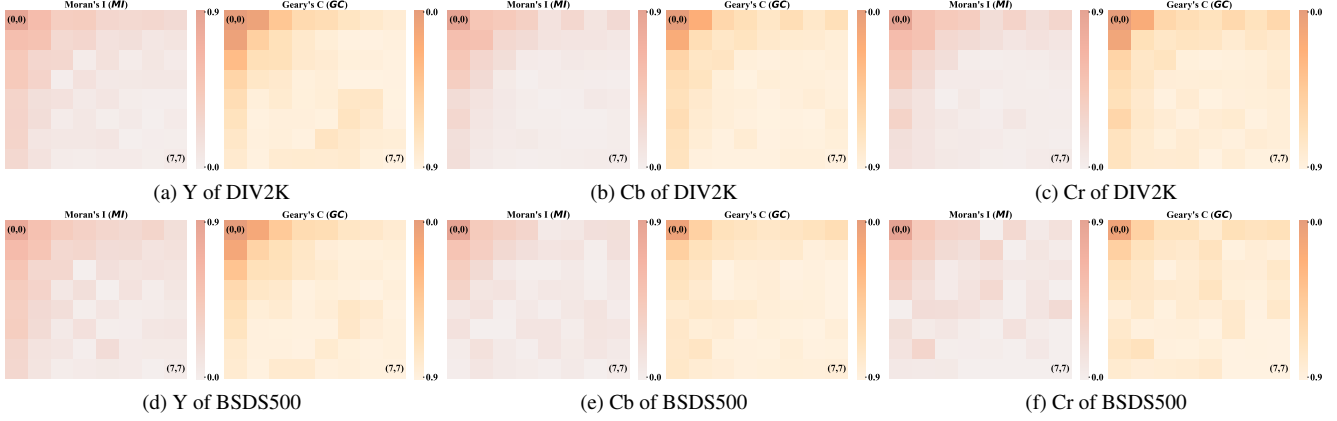 Moran's I (MI) Geary's C (GC) Moran's I (MI) Geary's C (GC) Moran's I (MI) Geary's C (GC)
(0,0) 0.9 (0,0) 0.0 (0,0) 0.9 (0,0) 0.0 (0,0) 0.9 (0,0) 0.0
(7,7) (7,7) (7,7) (7,7) (7,7) (7,7)
0.0 0.9 0.0 0.9 0.0 0.9
(a) Y of DIV2K (b) Cb of DIV2K (c) Cr of DIV2K
Moran's I (MI) Geary's C (GC) Moran's I (MI) Geary's C (GC) Moran's I (MI) Geary's C (GC)
(0,0) 0.9 (0,0) 0.0 (0,0) 0.9 (0,0) 0.0 (0,0) 0.9 (0,0) 0.0
(7,7) (7,7) (7,7) (7,7) (7,7) (7,7)
0.0 0.9 0.0 0.9 0.0 0.9
(d) Y of BSDS500 (e) Cb of BSDS500 (f) Cr of BSDS500